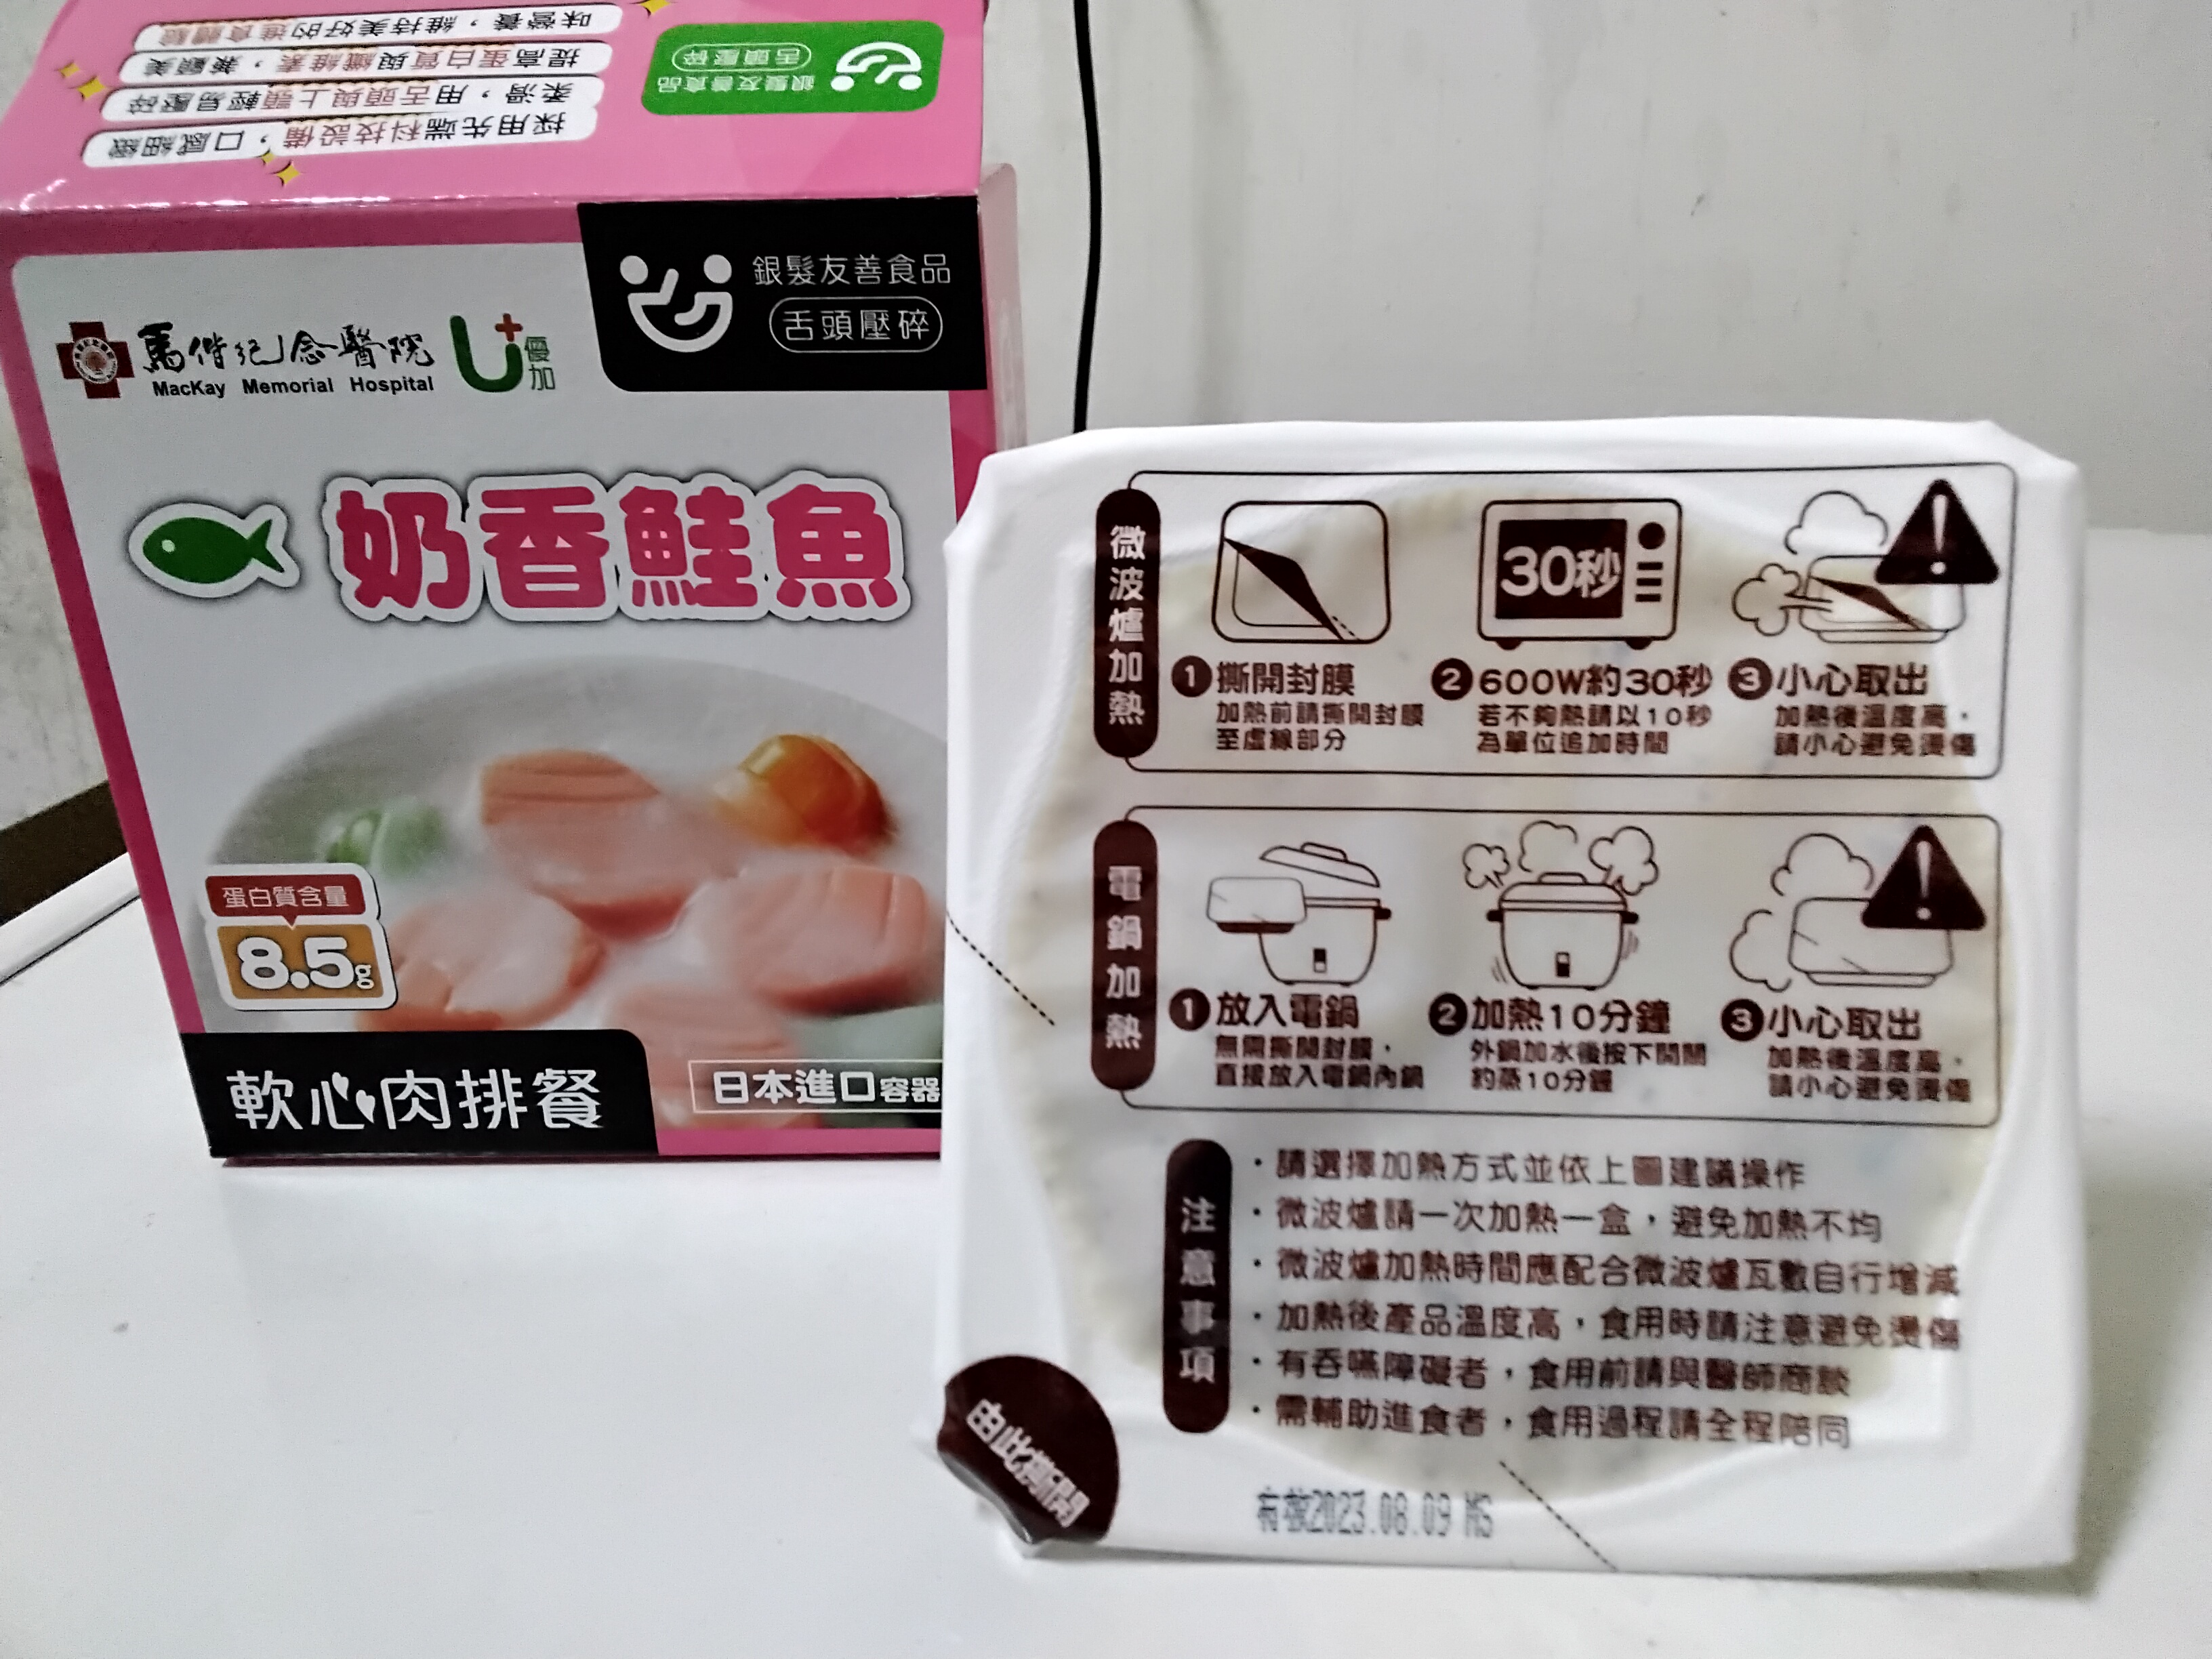 味營養，維持美好的進食體驗
提高蛋白質與纖維素，兼顧美
柔滑，用舌頭與上顎輕易壓碎
採用先端科技設備，口感細緻
銀髮友善食品
舌頭壓碎
銀髮友善食品
舌頭壓碎
馬偕紀念醫院
MacKay Memorial Hospital
U+優加
奶香鮭魚
蛋白質含量
8.5g
軟心肉排餐
日本進口容器
微波爐加熱
30秒
1 撕開封膜
加熱前請撕開封膜
至虛線部分
2 600W約30秒
若不夠熱請以10秒
為單位追加時間
3 小心取出
加熱後溫度高，
請小心避免燙傷
電鍋加熱
1 放入電鍋
無需撕開封膜，
直接放入電鍋內鍋
2 加熱10分鐘
外鍋加水後按下開關
約蒸10分鐘
3 小心取出
加熱後溫度高，
請小心避免燙傷
注意事項
・請選擇加熱方式並依上圖建議操作
・微波爐請一次加熱一盒，避免加熱不均
・微波爐加熱時間應配合微波爐瓦數自行增減
・加熱後產品溫度高，食用時請注意避免燙傷
・有吞嚥障礙者，食用前請與醫師商談
・需輔助進食者，食用過程請全程陪同
由此撕開
有效2023.08.09 MS